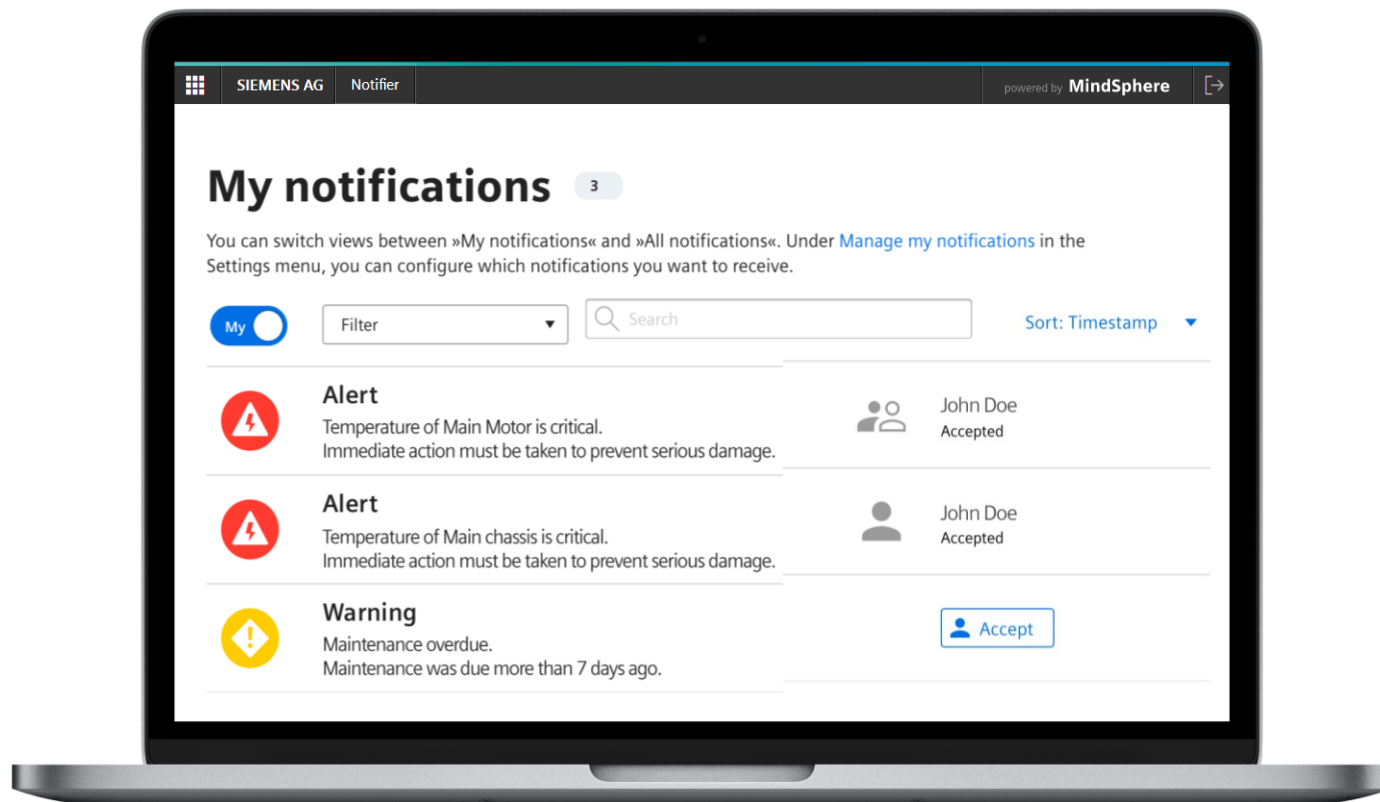 SIEMENS AG Notifier powered by MindSphere
My notifications 3
You can switch views between »My notifications« and »All notifications«. Under Manage my notifications in the
Settings menu, you can configure which notifications you want to receive.
My Filter Search Sort: Timestamp
Alert
Temperature of Main Motor is critical.
Immediate action must be taken to prevent serious damage.
John Doe
Accepted
Alert
Temperature of Main chassis is critical.
Immediate action must be taken to prevent serious damage.
John Doe
Accepted
Warning
Maintenance overdue.
Maintenance was due more than 7 days ago.
Accept